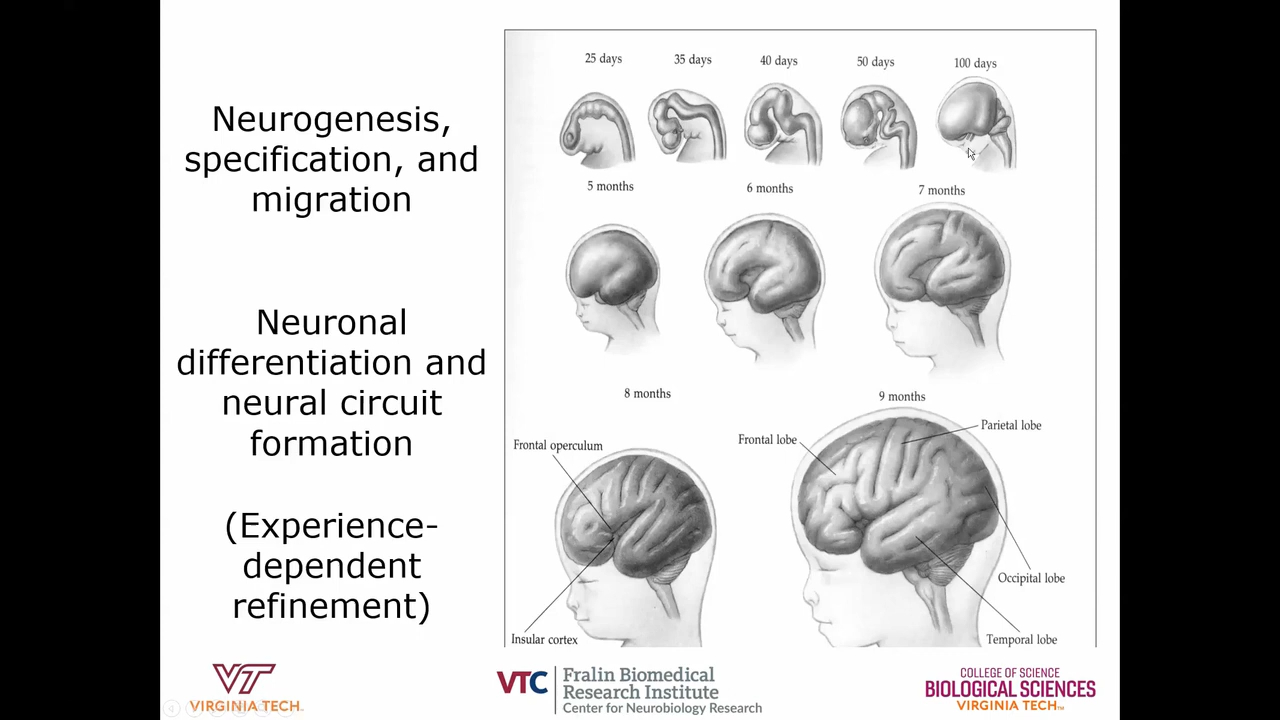 Neurogenesis,
specification, and
migration
Neuronal
differentiation and
neural circuit
formation
(Experience-
dependent
refinement)
25 days
35 days
40 days
50 days
100 days
5 months
6 months
7 months
8 months
9 months
Frontal operculum
Insular cortex
Frontal lobe
Parietal lobe
Occipital lobe
Temporal lobe
VT
VIRGINIA TECH
VTC
Fralin Biomedical
Research Institute
Center for Neurobiology Research
COLLEGE OF SCIENCE
BIOLOGICAL SCIENCES
VIRGINIA TECH